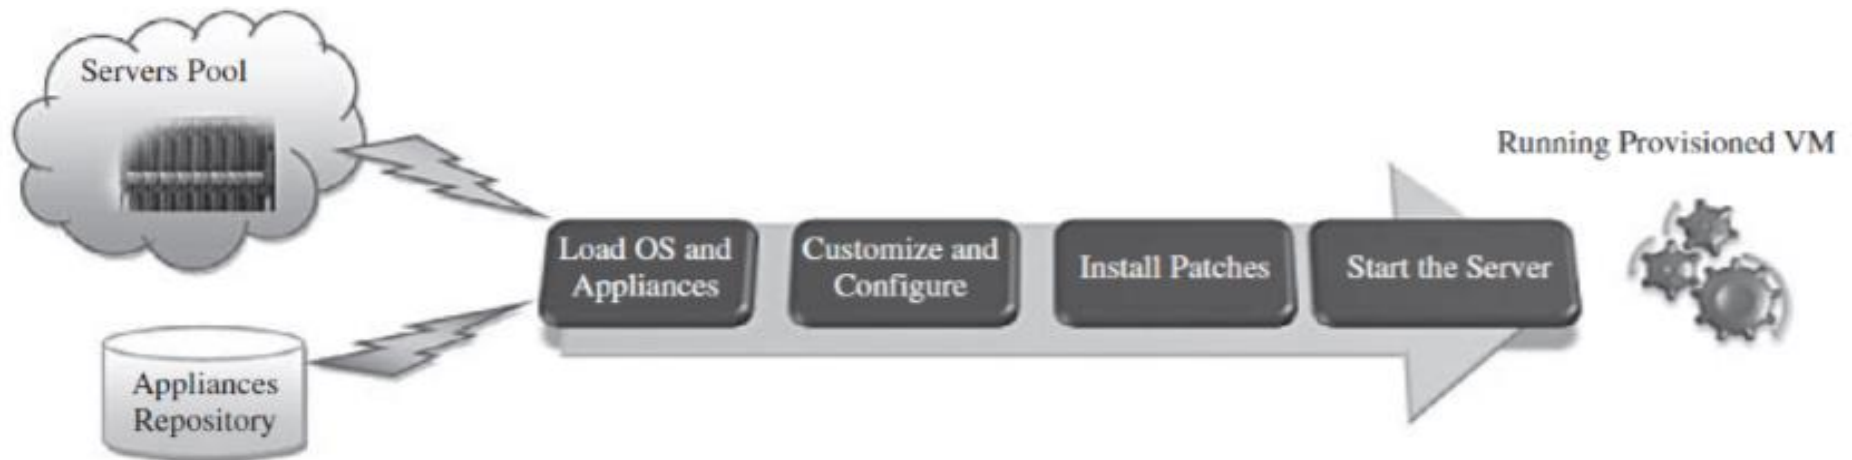 Servers Pool
Appliances
Repository
Load OS and
Appliances
Customize and
Configure
Install Patches
Start the Server
Running Provisioned VM